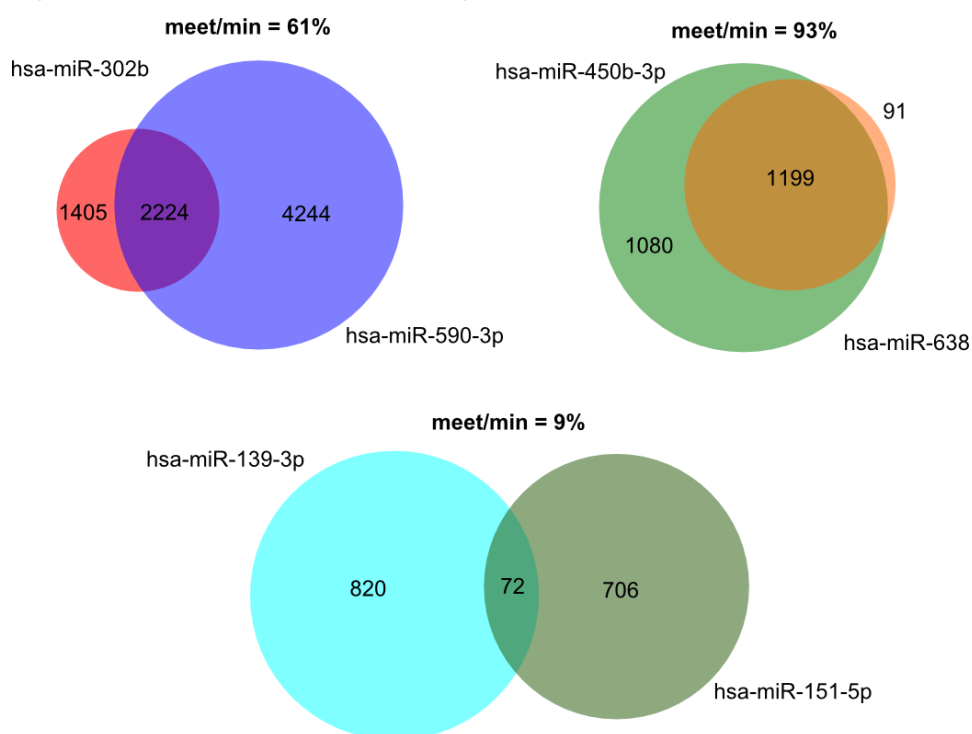 meet/min = 61%
hsa-miR-302b
1405
2224
4244
hsa-miR-590-3p
meet/min = 93%
hsa-miR-450b-3p
91
1199
1080
hsa-miR-638
meet/min = 9%
hsa-miR-139-3p
820
72
706
hsa-miR-151-5p